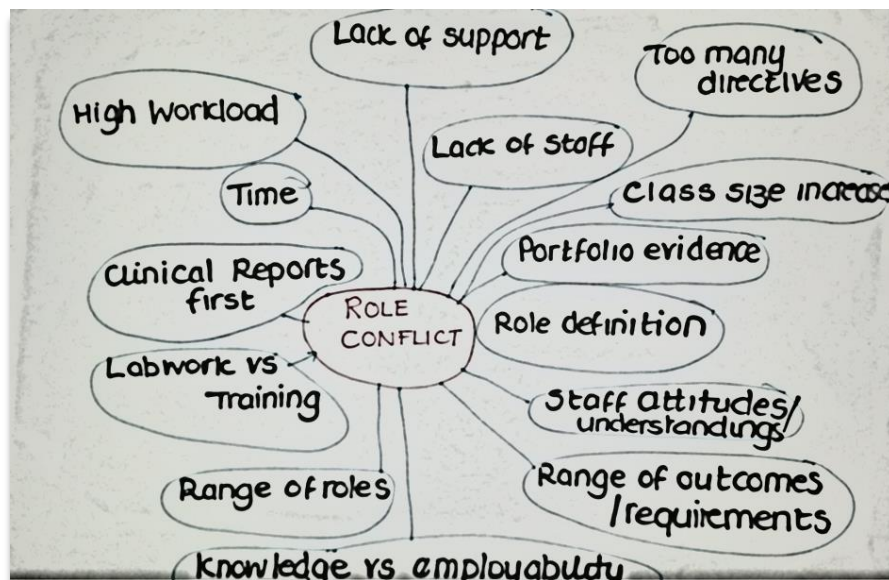 Lack of support
Too many
directives
High Workload
Lack of staff
Time
Class size increase
Portfolio evidence
Clinical Reports
first
ROLE
CONFLICT
Role definition
Labwork vs
Training
Staff attitudes/
understandings
Range of roles
Range of outcomes
/requirements
Knowledge vs employability